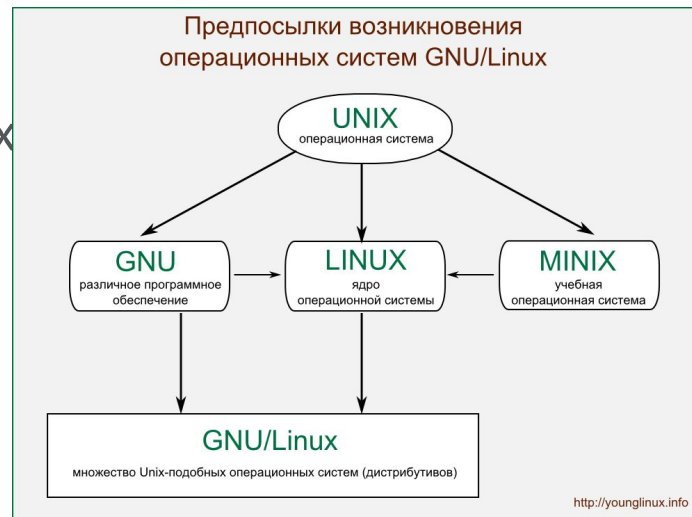 Предпосылки возникновения
операционных систем GNU/Linux
х
UNIX
операционная система
GNU
различное программное
обеспечение
LINUX
ядро
операционной системы
MINIX
учебная
операционная система
GNU/Linux
множество Unix-подобных операционных систем (дистрибутивов)
http://younglinux.info